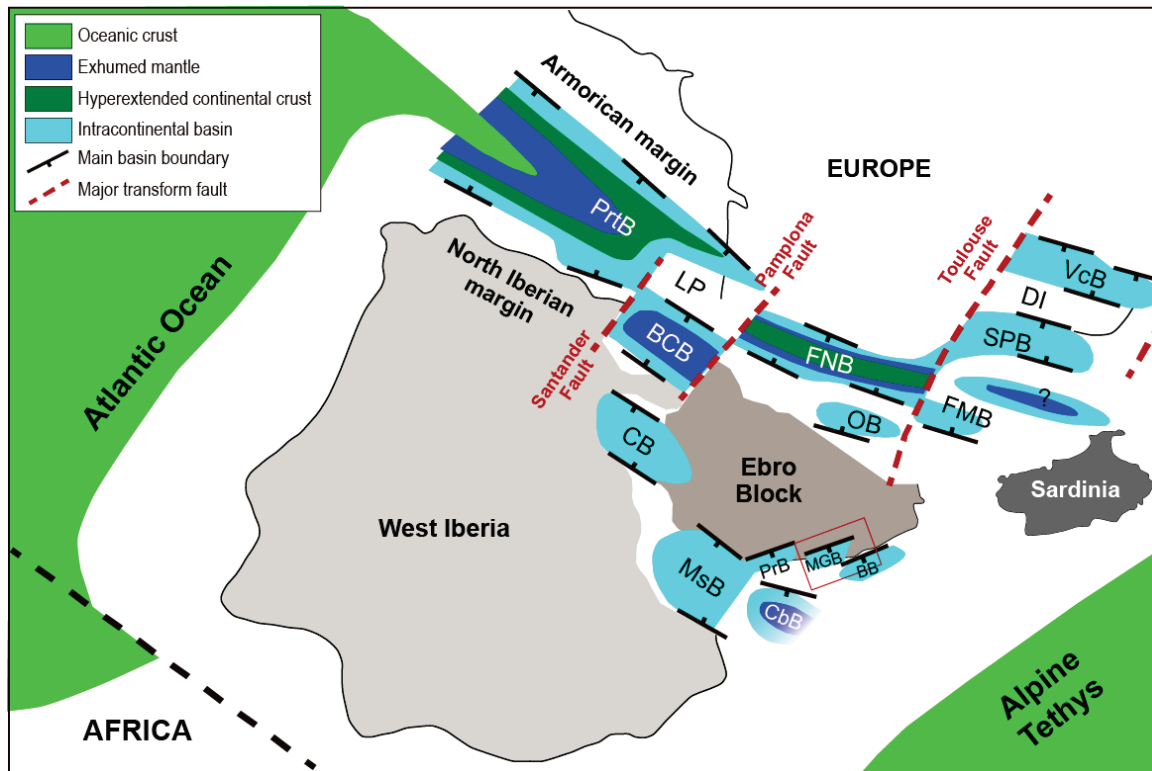 Oceanic crust
Exhumed mantle
Hyperextended continental crust
Intracontinental basin
Main basin boundary
Major transform fault
Armorican margin
EUROPE
PrtB
North Iberian
margin
LP
Pamplona
Fault
Toulouse
Fault
VcB
DI
SPB
Santander
Fault
BCB
FNB
?
FMB
OB
CB
Atlantic Ocean
Ebro
Block
Sardinia
West Iberia
MsB
PrB
MGB
BB
CbB
Alpine
Tethys
AFRICA